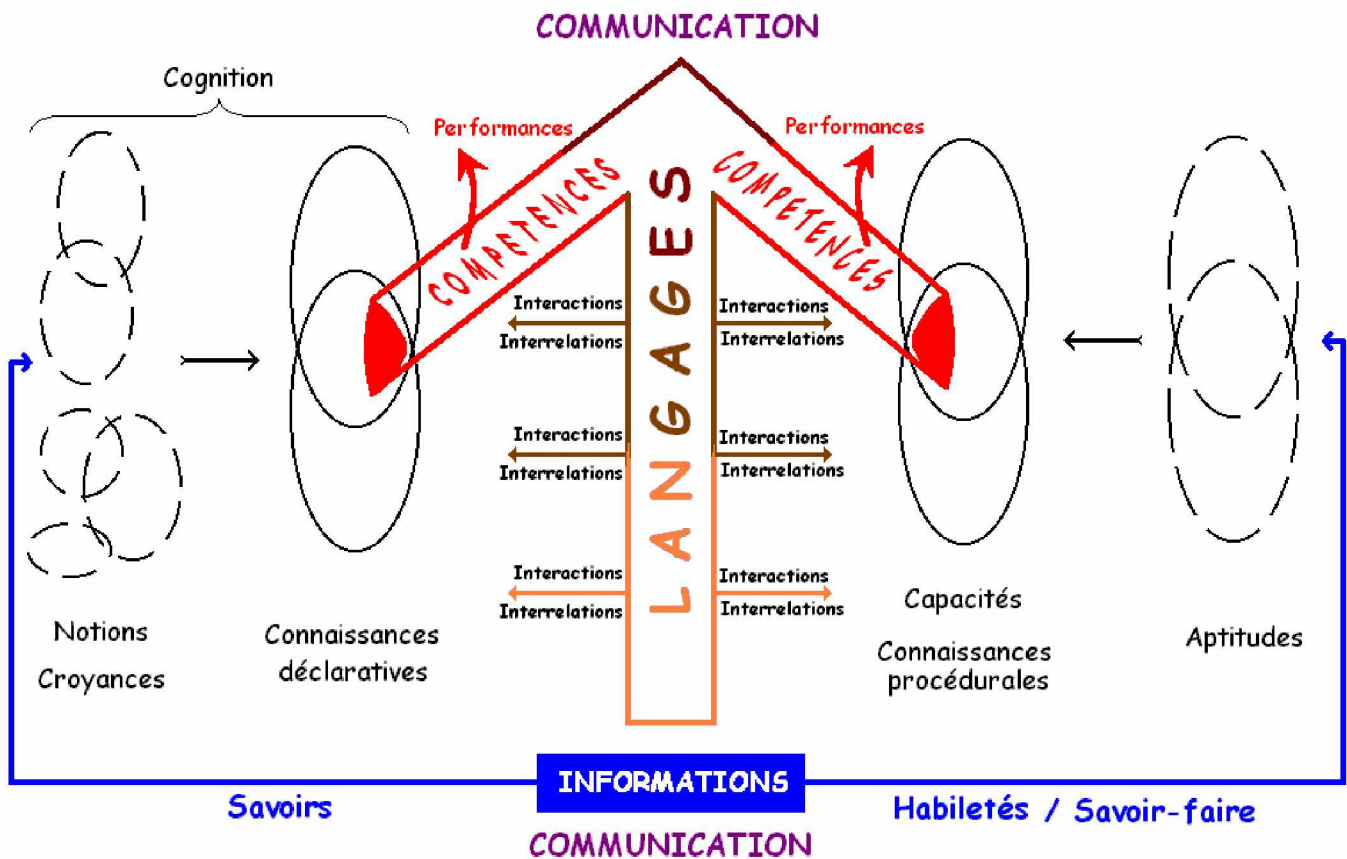 COMMUNICATION
Cognition
Performances
Performances
COMPETENCES
COMPETENCES
LANGAGES
Interactions
Interrelations
Interactions
Interrelations
Interactions
Interrelations
Interactions
Interrelations
Interactions
Interrelations
Interactions
Interrelations
Notions
Croyances
Connaissances
déclaratives
Capacités
Connaissances
procédurales
Aptitudes
INFORMATIONS
Savoirs
Habiletés / Savoir-faire
COMMUNICATION